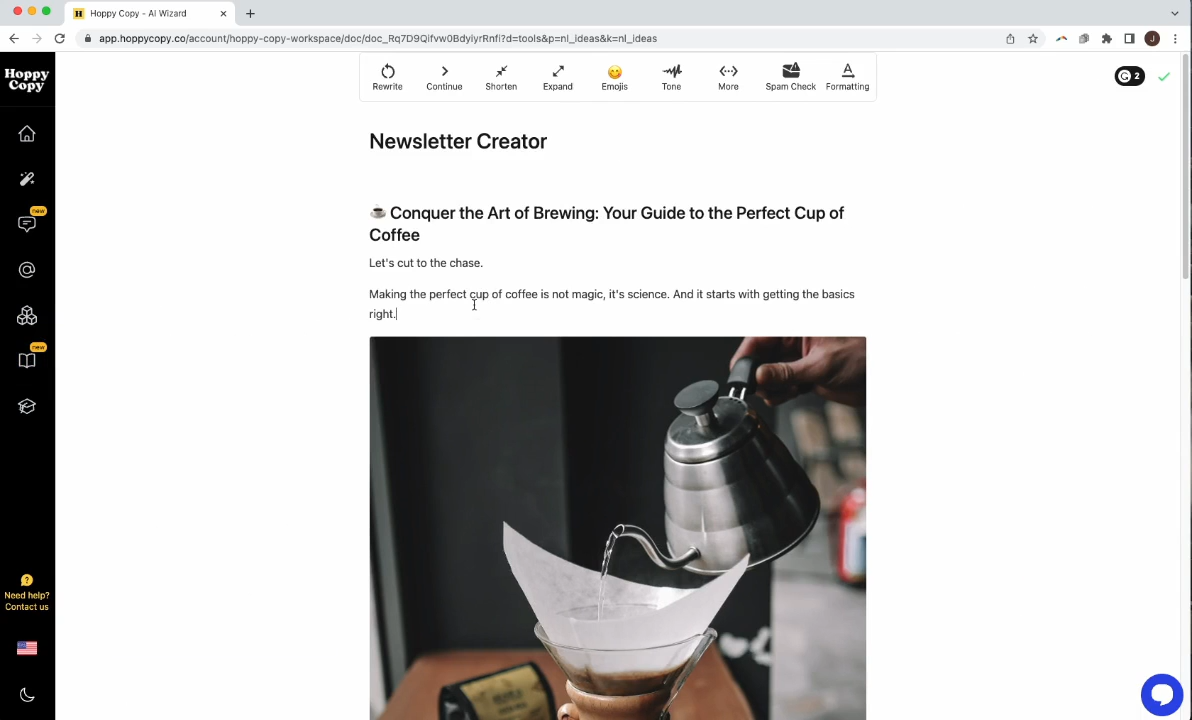 Hoppy Copy - AI Wizard
app.hoppycopy.co/account/hoppy-copy-workspace/doc/doc_Rq7D9Qifvw0BdyiyrRnfi?d=tools&p=nl_ideas&k=nl_ideas
J
Hoppy
Copy
Rewrite
Continue
Shorten
Expand
Emojis
Tone
More
Spam Check
Formatting
2
Newsletter Creator
new
☕ Conquer the Art of Brewing: Your Guide to the Perfect Cup of
Coffee
Let's cut to the chase.
Making the perfect cup of coffee is not magic, it's science. And it starts with getting the basics
right.
new
Need help?
Contact us